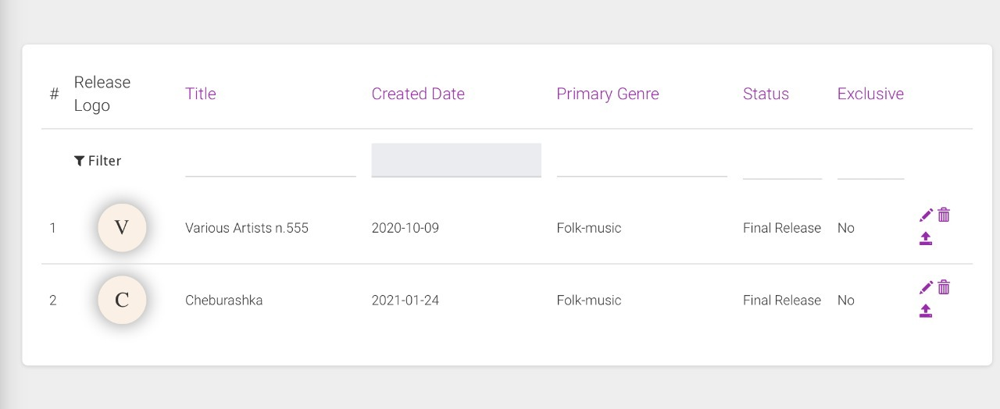 # Release Logo Title Created Date Primary Genre Status Exclusive
Filter
1 V Various Artists n.555 2020-10-09 Folk-music Final Release No
2 C Cheburashka 2021-01-24 Folk-music Final Release No